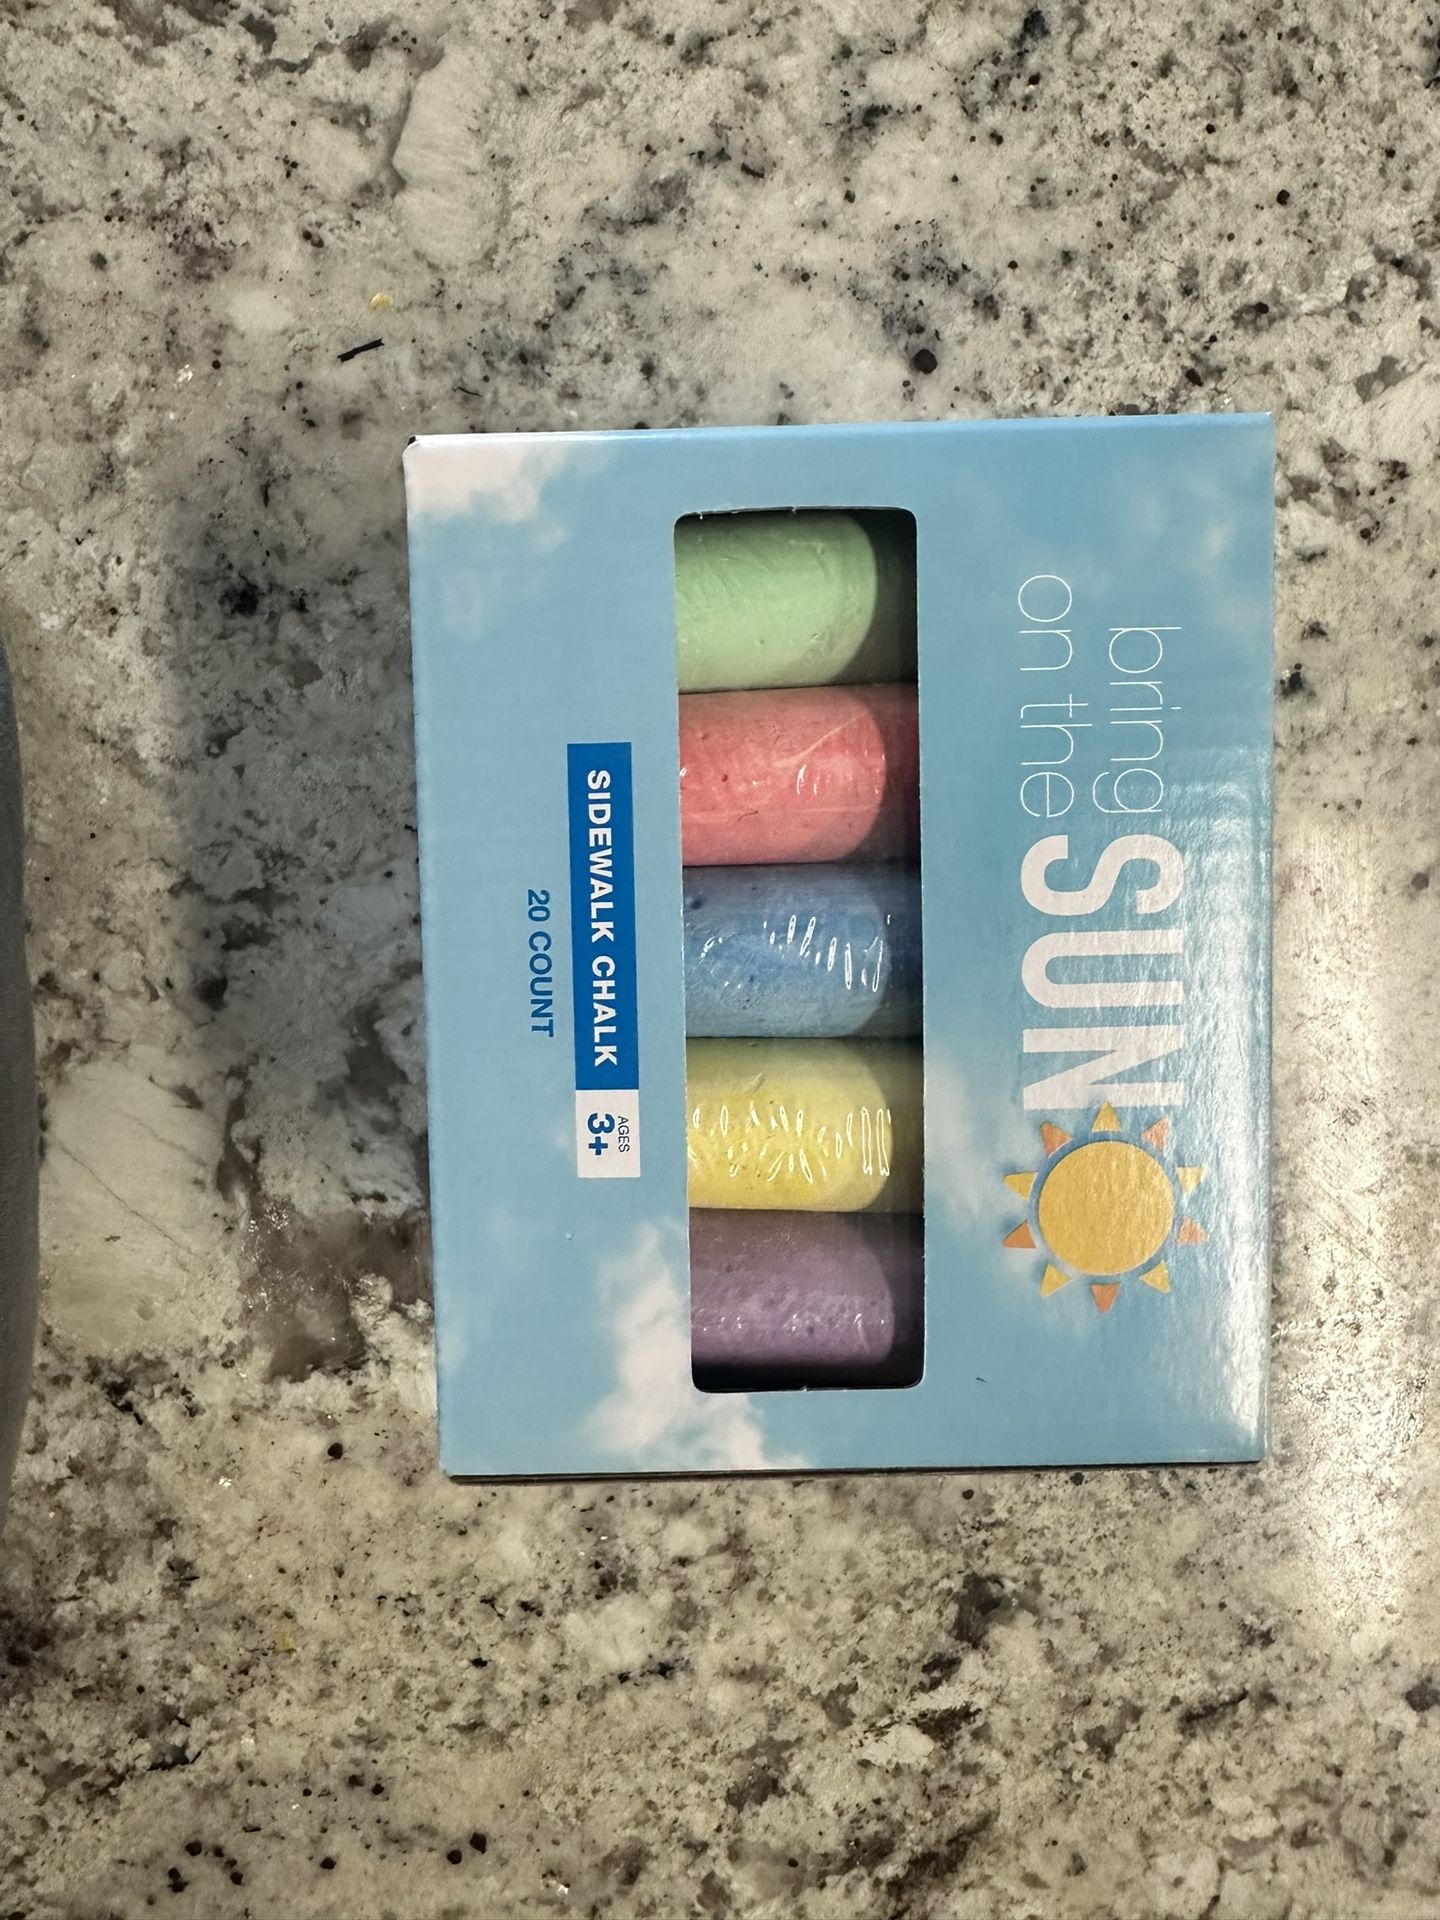 bring SUN
on the
SIDEWALK CHALK
AGES
3+
20 COUNT